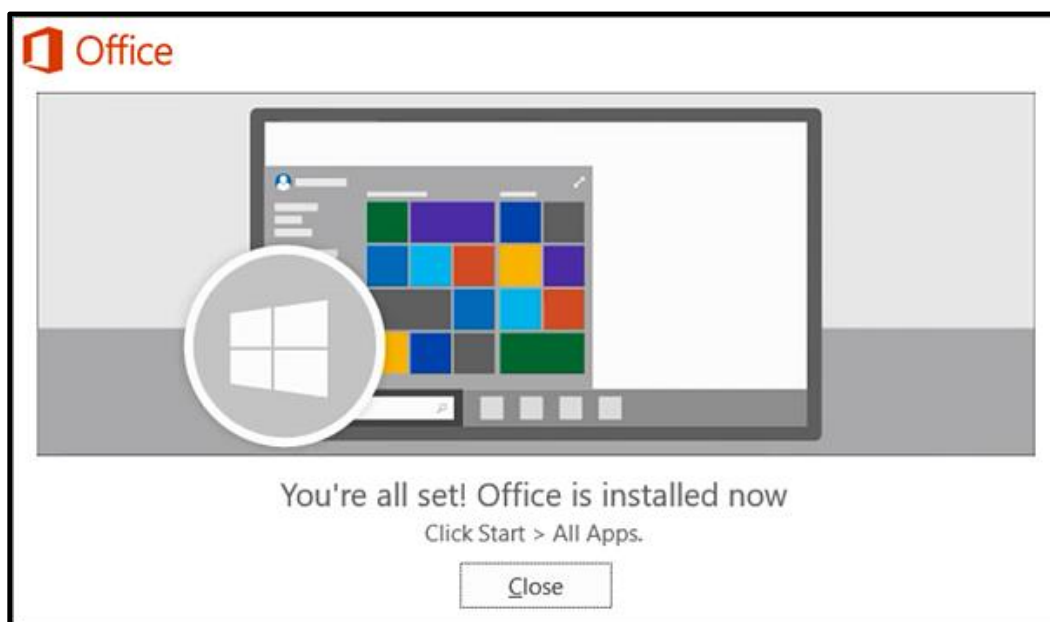 Office
You're all set! Office is installed now
Click Start > All Apps.
Close